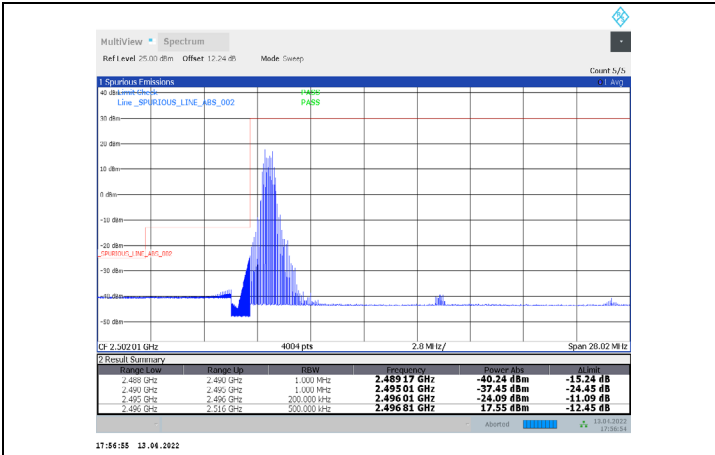 MultiView Spectrum
Ref Level 25.00 dBm Offset 12.24 dB Mode Sweep
Count 5/5
1 Spurious Emissions 1 Avg
40 dBm Limit Check PASS
Line _SPURIOUS_LINE_ABS_002 PASS
30 dBm
20 dBm
10 dBm
0 dBm
-10 dBm
-20 dBm
_SPURIOUS_LINE_ABS_002
-30 dBm
-40 dBm
-50 dBm
CF 2.50201 GHz 4004 pts 2.8 MHz/ Span 28.02 MHz
2 Result Summary
Range Low Range Up RBW Frequency Power Abs ΔLimit
2.488 GHz 2.490 GHz 1.000 MHz 2.48917 GHz -40.24 dBm -15.24 dB
2.490 GHz 2.495 GHz 1.000 MHz 2.49501 GHz -37.45 dBm -24.45 dB
2.495 GHz 2.496 GHz 200.000 kHz 2.49601 GHz -24.09 dBm -11.09 dB
2.496 GHz 2.516 GHz 500.000 kHz 2.49681 GHz 17.55 dBm -12.45 dB
Aborted 13.04.2022
17:56:54
17:56:55 13.04.2022